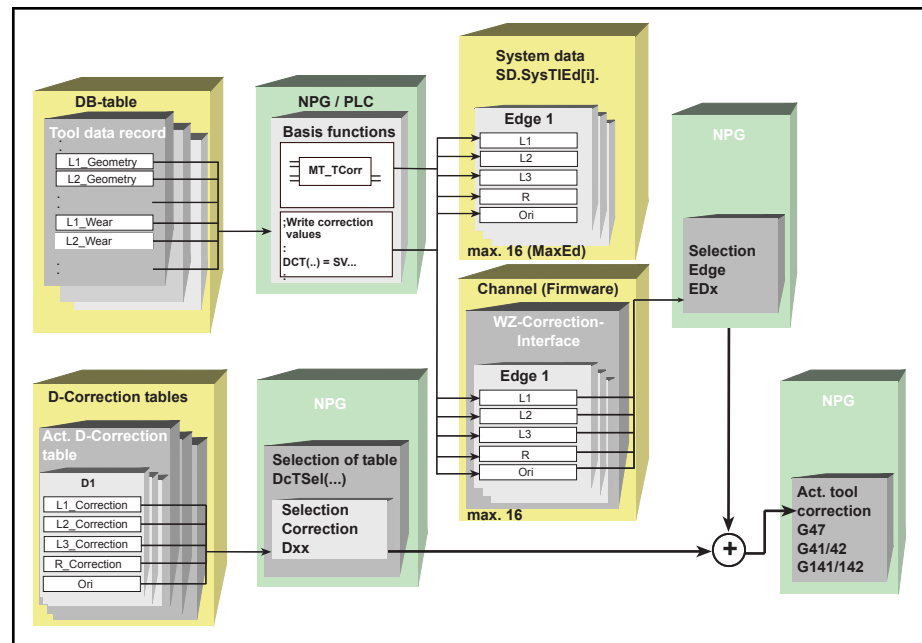 DB-table
Tool data record
:
L1_Geometry
L2_Geometry
:
L1_Wear
L2_Wear
:
:
NPG / PLC
Basis functions
MT_TCorr
;Write correction
values
:
DCT(..) = SV...
:
System data
SD.SysTlEd[i].
Edge 1
L1
L2
L3
R
Ori
max. 16 (MaxEd)
Channel (Firmware)
WZ-Correction-
Interface
Edge 1
L1
L2
L3
R
Ori
max. 16
NPG
Selection
Edge
EDx
D-Correction tables
Act. D-Correction
table
D1
L1_Correction
L2_Correction
L3_Correction
R_Correction
Ori
NPG
Selection of table
DcTSel(...)
Selection
Correction
Dxx
+
NPG
Act. tool
correction
G47
G41/42
G141/142